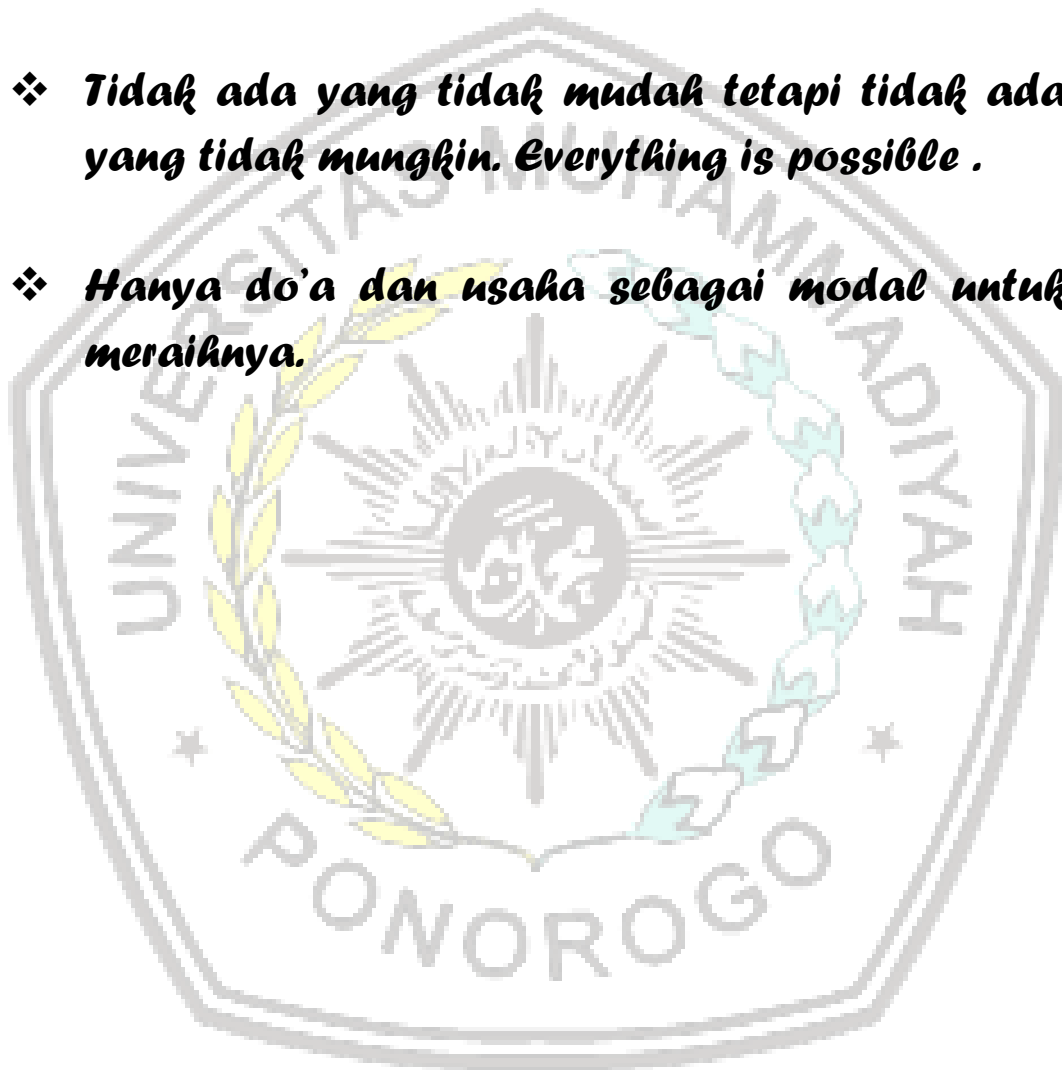 ❖ Tidak ada yang tidak mudah tetapi tidak ada
yang tidak mungkin. Everything is possible .
❖ Hanya do’a dan usaha sebagai modal untuk
meraihnya.
UNIVERSITAS MUHAMMADIYAH
PONOROGO